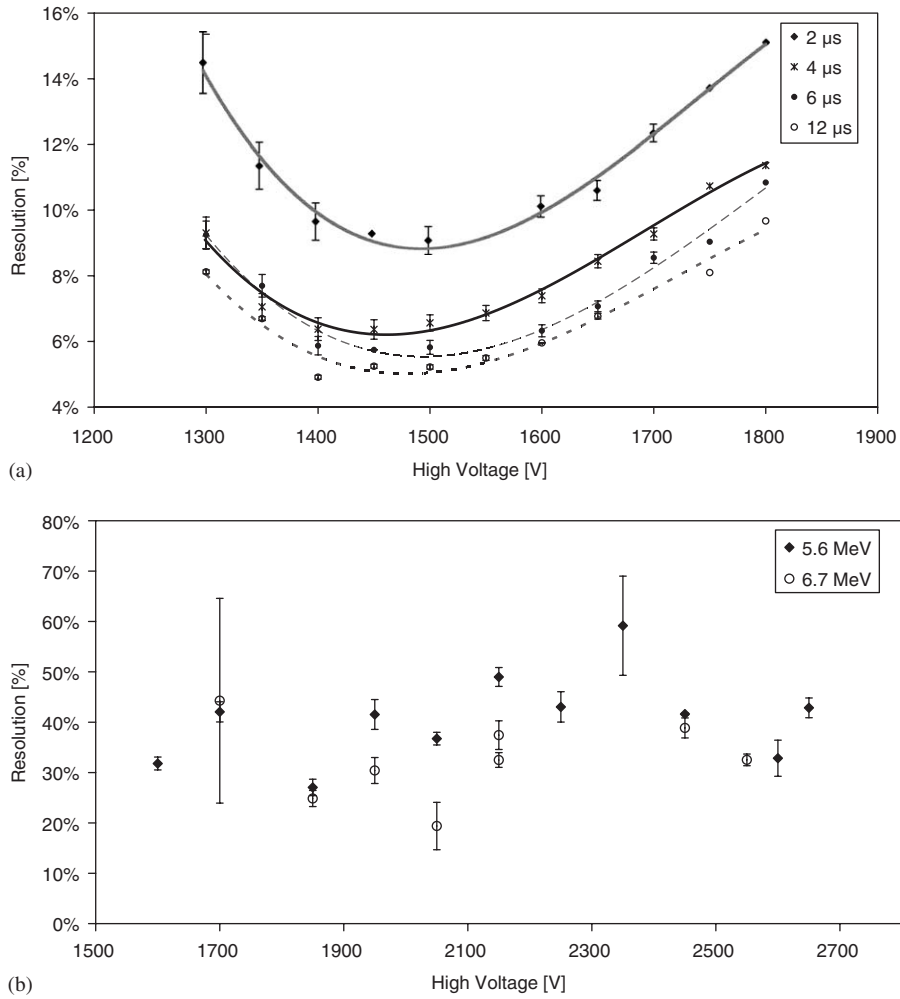 16%
14%
12%
10%
8%
6%
4%
Resolution [%]
2 µs
4 µs
6 µs
12 µs
1200 1300 1400 1500 1600 1700 1800 1900
High Voltage [V]
(a)
80%
70%
60%
50%
40%
30%
20%
10%
0%
Resolution [%]
5.6 MeV
6.7 MeV
1500 1700 1900 2100 2300 2500 2700
High Voltage [V]
(b)